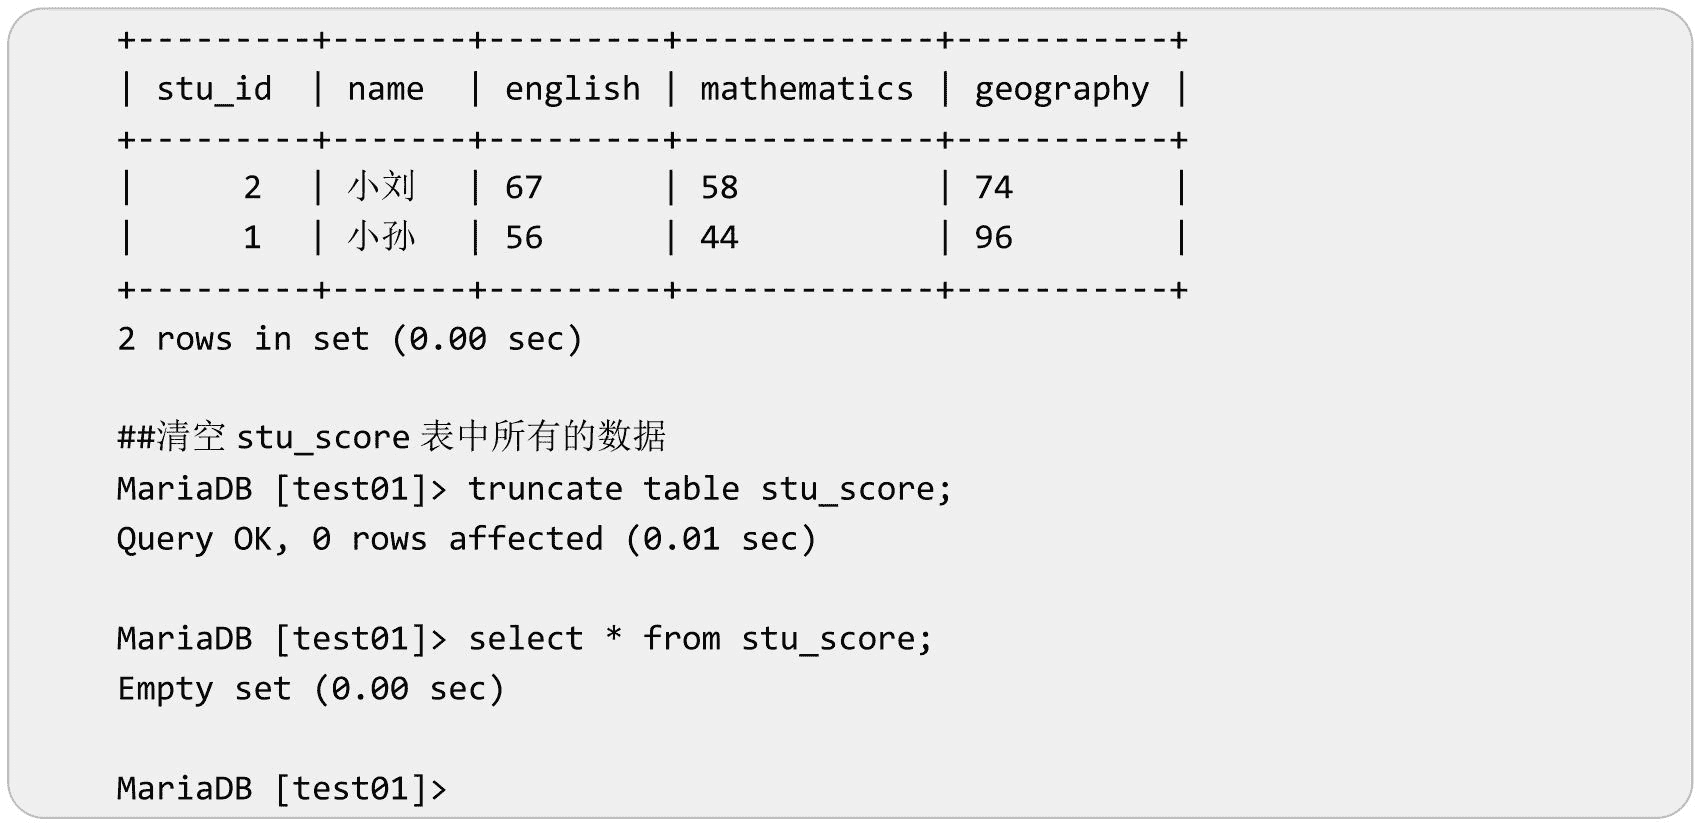 +---------+-------+---------+-------------+-----------+
| stu_id  | name  | english | mathematics | geography |
+---------+-------+---------+-------------+-----------+
|      2  | 小刘  | 67      | 58          | 74        |
|      1  | 小孙  | 56      | 44          | 96        |
+---------+-------+---------+-------------+-----------+
2 rows in set (0.00 sec)
##清空 stu_score 表中所有的数据
MariaDB [test01]> truncate table stu_score;
Query OK, 0 rows affected (0.01 sec)
MariaDB [test01]> select * from stu_score;
Empty set (0.00 sec)
MariaDB [test01]>